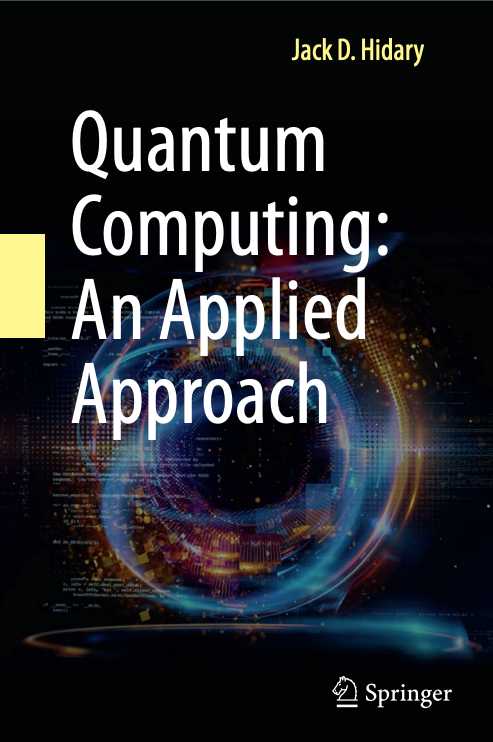 Jack D. Hidary
Quantum
Computing:
An Applied
Approach
Springer